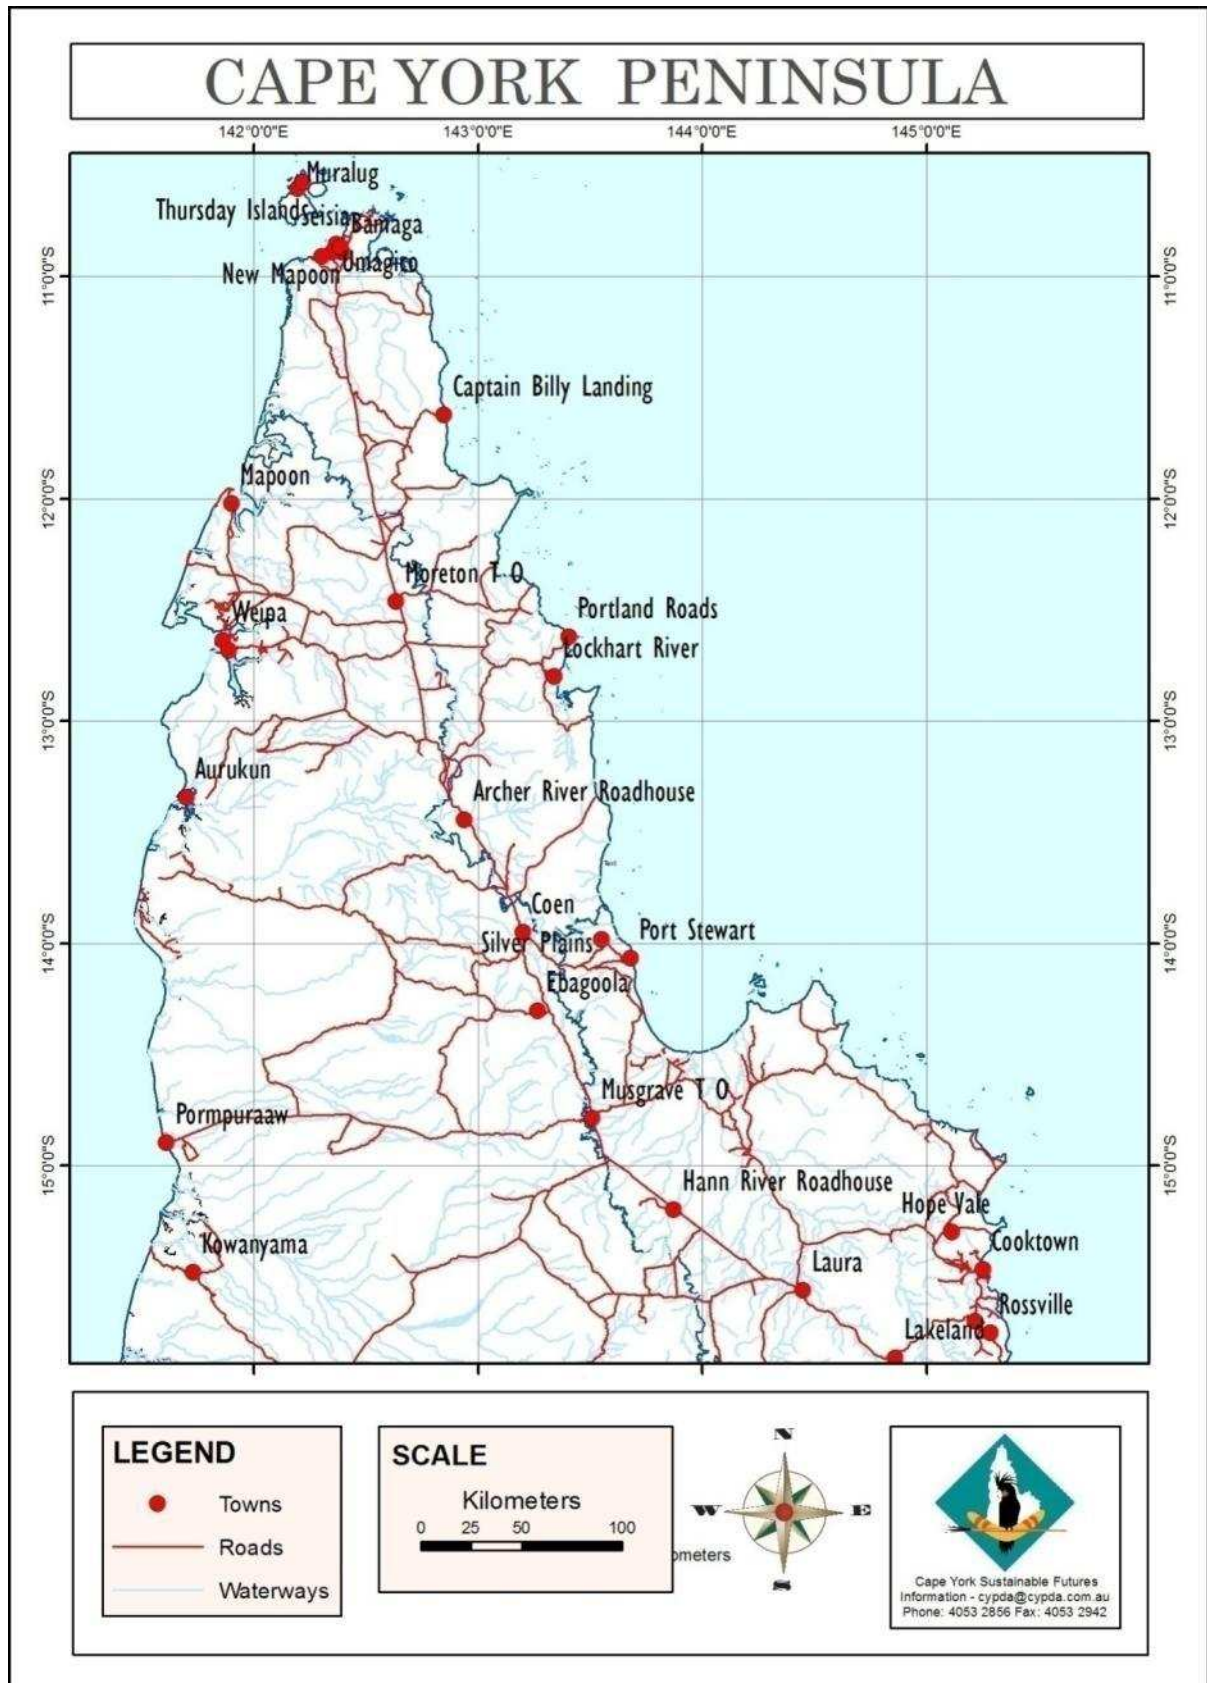 CAPE YORK PENINSULA
142°0'0"E
143°0'0"E
144°0'0"E
145°0'0"E
Muralug
Thursday Island
Seisia
Bamaga
Umagico
New Mapoon
11°0'0"S
11°0'0"S
Captain Billy Landing
Mapoon
12°0'0"S
12°0'0"S
Moreton T O
Weipa
Portland Roads
Lockhart River
13°0'0"S
13°0'0"S
Aurukun
Archer River Roadhouse
Coen
Silver Plains
Port Stewart
14°0'0"S
14°0'0"S
Ebagoola
Musgrave T O
Pormpuraaw
15°0'0"S
15°0'0"S
Hann River Roadhouse
Hope Vale
Kowanyama
Cooktown
Laura
Rossville
Lakeland
LEGEND
Towns
Roads
Waterways
SCALE
Kilometers
0 25 50 100
ometers
N
W E
S
Cape York Sustainable Futures
Information - cypda@cypda.com.au
Phone: 4053 2856 Fax: 4053 2942